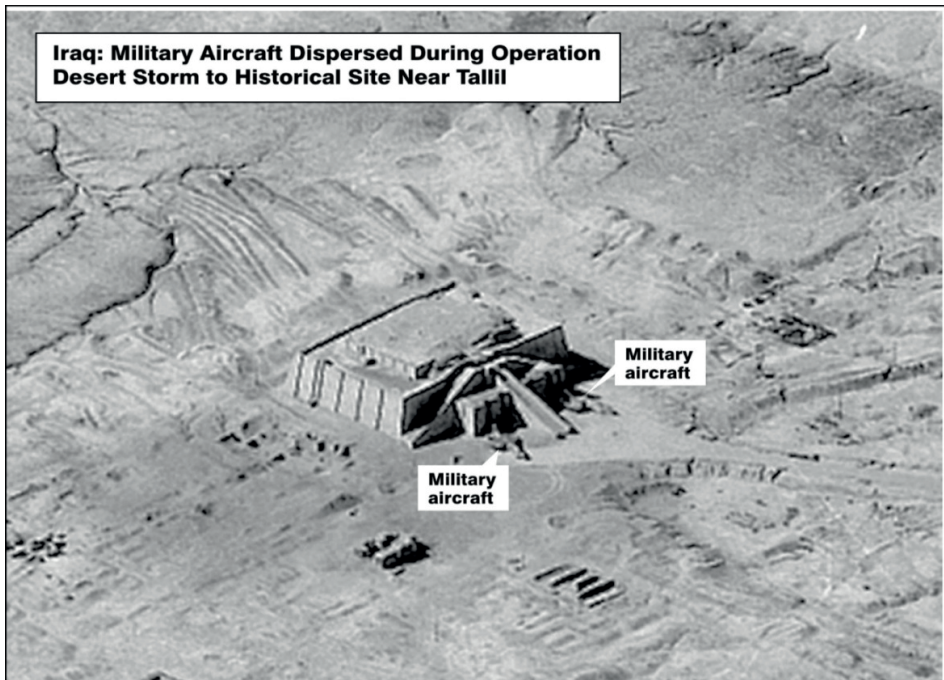 Iraq: Military Aircraft Dispersed During Operation
Desert Storm to Historical Site Near Tallil
Military
aircraft
Military
aircraft